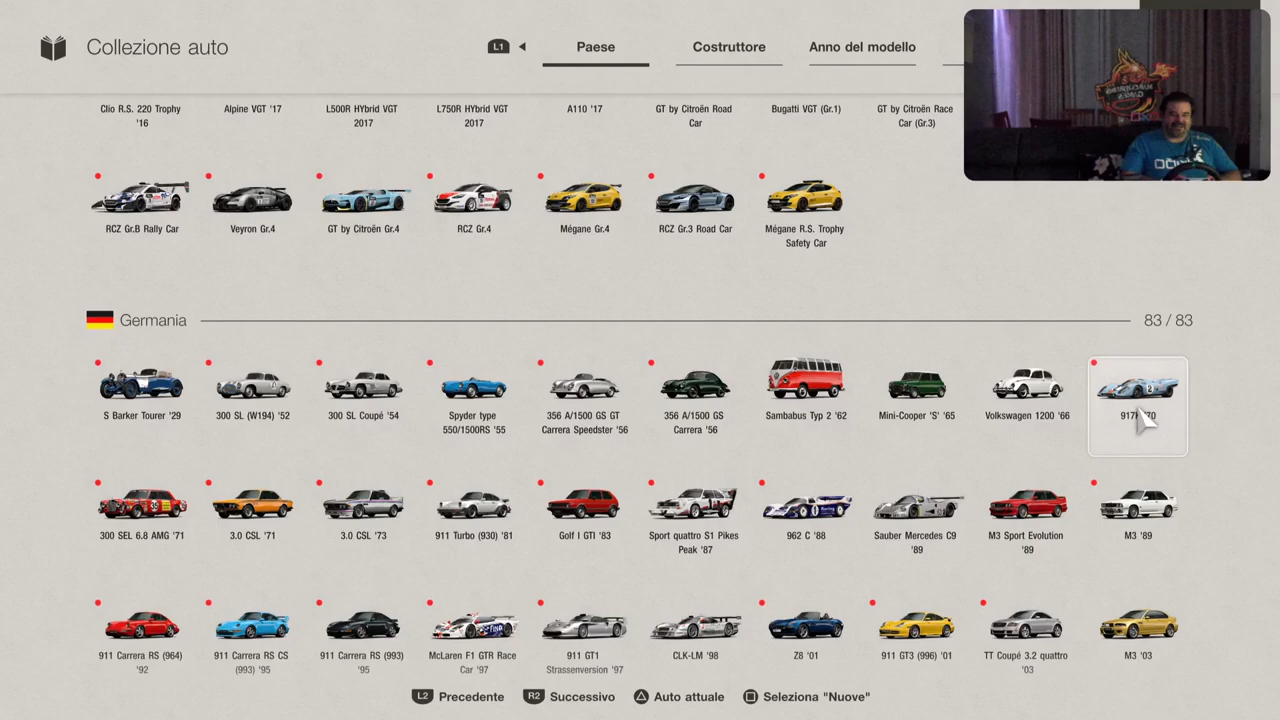 Collezione auto
L1
Paese
Costruttore
Anno del modello
Clio R.S. 220 Trophy
'16
Alpine VGT '17
L500R HYbrid VGT
2017
L750R HYbrid VGT
2017
A110 '17
GT by Citroën Road
Car
Bugatti VGT (Gr.1)
GT by Citroën Race
Car (Gr.3)
RCZ Gr.B Rally Car
Veyron Gr.4
GT by Citroën Gr.4
RCZ Gr.4
Mégane Gr.4
RCZ Gr.3 Road Car
Mégane R.S. Trophy
Safety Car
Germania
83 / 83
S Barker Tourer '29
300 SL (W194) '52
300 SL Coupé '54
Spyder type
550/1500RS '55
356 A/1500 GS GT
Carrera Speedster '56
356 A/1500 GS
Carrera '56
Sambabus Typ 2 '62
Mini-Cooper 'S' '65
Volkswagen 1200 '66
300 SEL 6.8 AMG '71
3.0 CSL '71
3.0 CSL '73
911 Turbo (930) '81
Golf I GTI '83
Sport quattro S1 Pikes
Peak '87
962 C '88
Sauber Mercedes C9
'89
M3 Sport Evolution
'89
M3 '89
911 Carrera RS (964)
'92
911 Carrera RS CS
(993) '95
911 Carrera RS (993)
'95
McLaren F1 GTR Race
Car '97
911 GT1
Strassenversion '97
CLK-LM '98
Z8 '01
911 GT3 (996) '01
TT Coupé 3.2 quattro
'03
M3 '03
L2 Precedente
R2 Successivo
Auto attuale
Seleziona "Nuove"